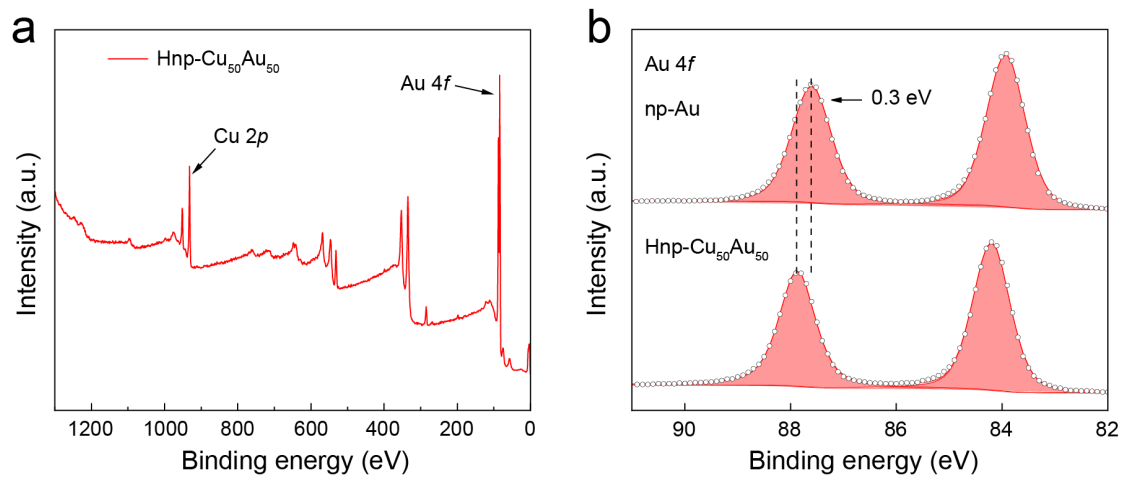 a
Hnp-Cu₅₀Au₅₀
Au 4f
Cu 2p
Intensity (a.u.)
1200 1000 800 600 400 200 0
Binding energy (eV)
b
Au 4f
np-Au
0.3 eV
Hnp-Cu₅₀Au₅₀
Intensity (a.u.)
90 88 86 84 82
Binding energy (eV)